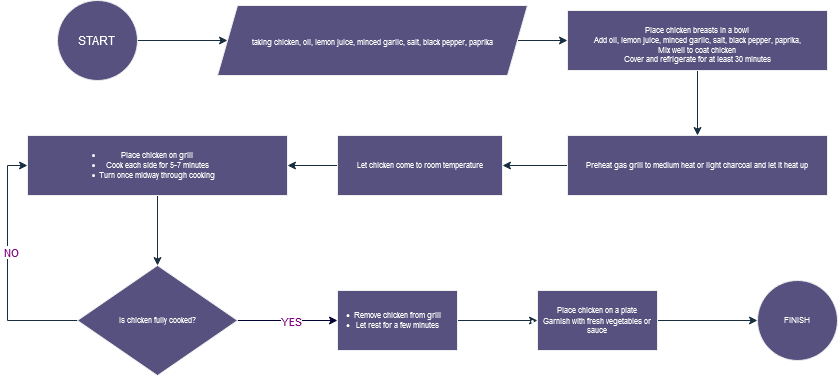 START
taking chicken, oil, lemon juice, minced garlic, salt, black pepper, paprika
Place chicken breasts in a bowl
Add oil, lemon juice, minced garlic, salt, black pepper, paprika,
Mix well to coat chicken
Cover and refrigerate for at least 30 minutes
Preheat gas grill to medium heat or light charcoal and let it heat up
Let chicken come to room temperature
• Place chicken on grill
• Cook each side for 5-7 minutes
• Turn once midway through cooking
NO
Is chicken fully cooked?
YES
• Remove chicken from grill
• Let rest for a few minutes
Place chicken on a plate
Garnish with fresh vegetables or
sauce
FINISH